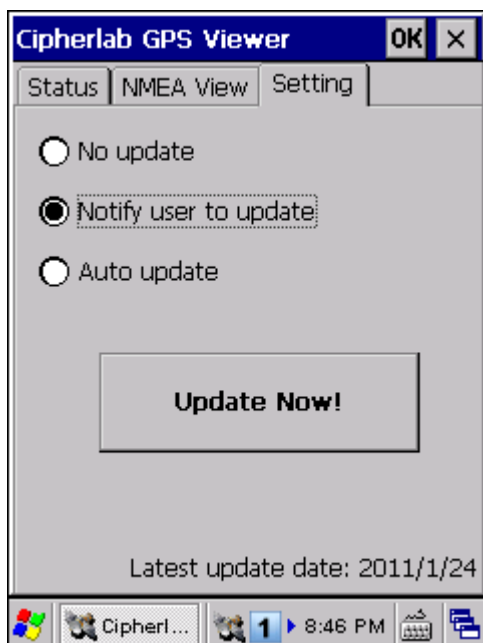 Cipherlab GPS Viewer OK ×
Status NMEA View Setting
No update
Notify user to update
Auto update
Update Now!
Latest update date: 2011/1/24
Cipherl... 1 8:46 PM